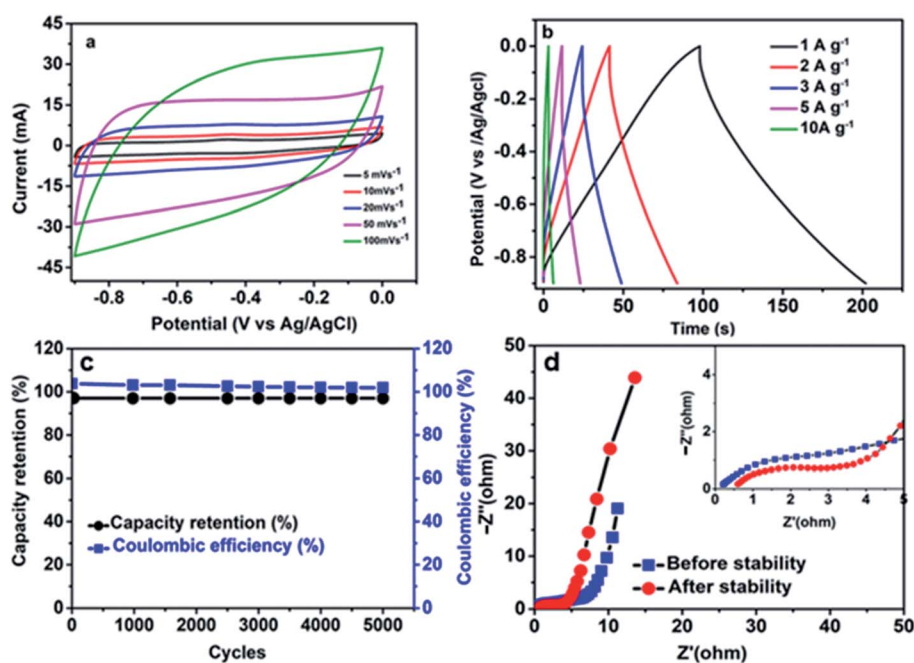 a
45
30
15
0
-15
-30
-45
Current (mA)
5 mVs-1
10mVs-1
20mVs-1
50 mVs-1
100mVs-1
-0.8 -0.6 -0.4 -0.2 0.0
Potential (V vs Ag/AgCl)
b
0.0
-0.2
-0.4
-0.6
-0.8
Potential (V vs /Ag/Agcl)
1 A g-1
2 A g-1
3 A g-1
5 A g-1
10A g-1
0 50 100 150 200
Time (s)
c
120
100
80
60
40
20
0
Capacity retention (%)
Capacity retention (%)
Coulombic efficiency (%)
120
100
80
60
40
20
0
Coulombic efficiency (%)
0 1000 2000 3000 4000 5000
Cycles
d
50
40
30
20
10
0
−Z''(ohm)
Before stability
After stability
0 10 20 30 40 50
Z'(ohm)
4
2
0
−Z''(ohm)
0 1 2 3 4 5
Z'(ohm)